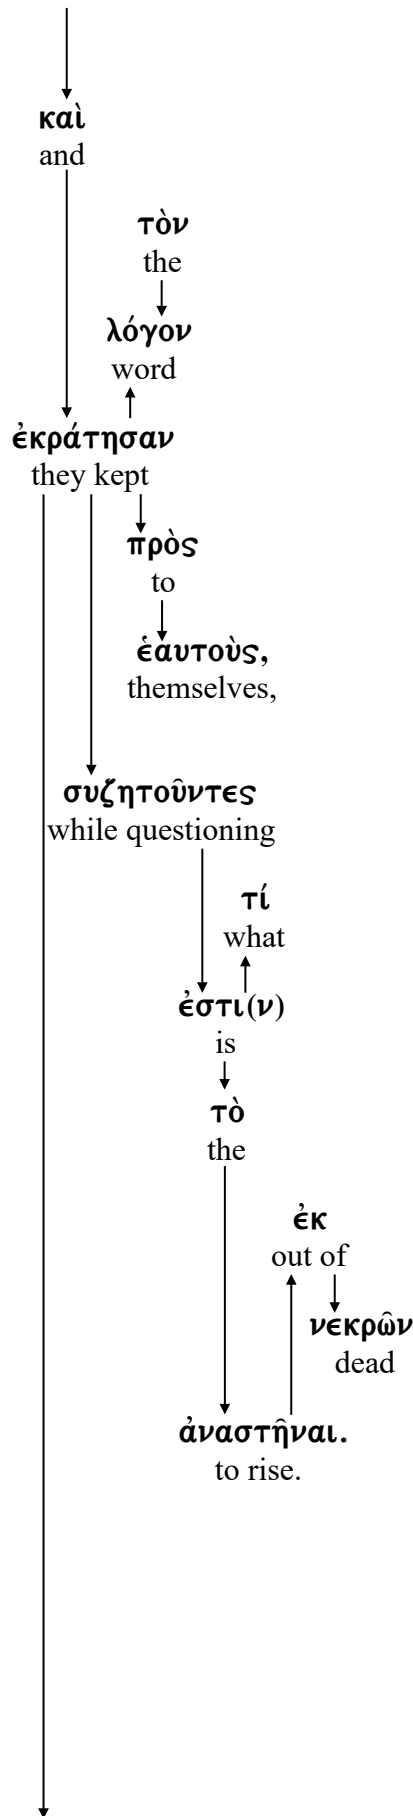 καὶ
and
τὸν
the
λόγον
word
ἐκράτησαν
they kept
πρὸς
to
ἑαυτοὺς,
themselves,
συζητοῦντες
while questioning
τί
what
ἐστι(ν)
is
τὸ
the
ἐκ
out of
νεκρῶν
dead
ἀναστῆναι.
to rise.